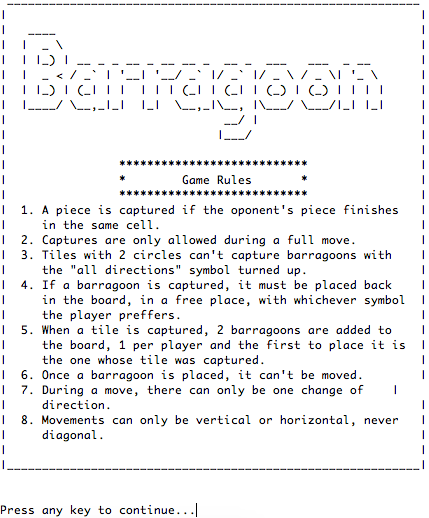 Barragoon
***************************
* Game Rules *
***************************
1. A piece is captured if the oponent's piece finishes
in the same cell.
2. Captures are only allowed during a full move.
3. Tiles with 2 circles can't capture barragoons with
the "all directions" symbol turned up.
4. If a barragoon is captured, it must be placed back
in the board, in a free place, with whichever symbol
the player preffers.
5. When a tile is captured, 2 barragoons are added to
the board, 1 per player and the first to place it is
the one whose tile was captured.
6. Once a barragoon is placed, it can't be moved.
7. During a move, there can only be one change of
direction.
8. Movements can only be vertical or horizontal, never
diagonal.
Press any key to continue...